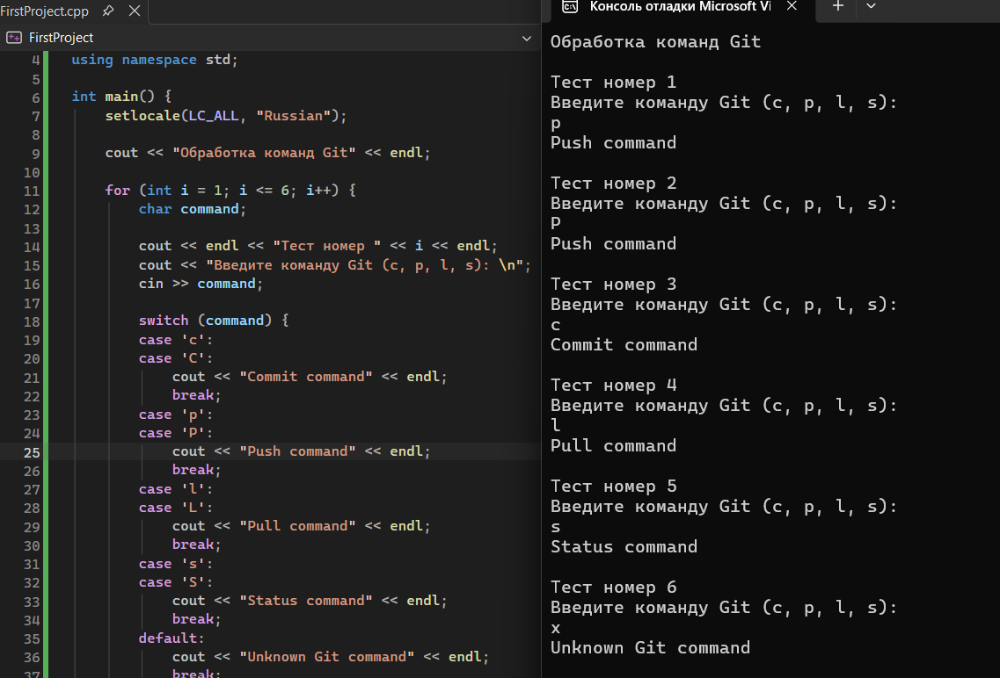 FirstProject.cpp
FirstProject
4 using namespace std;
5
6 int main() {
7 setlocale(LC_ALL, "Russian");
8
9 cout << "Обработка команд Git" << endl;
10
11 for (int i = 1; i <= 6; i++) {
12 char command;
13
14 cout << endl << "Тест номер " << i << endl;
15 cout << "Введите команду Git (c, p, l, s): \n";
16 cin >> command;
17
18 switch (command) {
19 case 'c':
20 case 'C':
21 cout << "Commit command" << endl;
22 break;
23 case 'p':
24 case 'P':
25 cout << "Push command" << endl;
26 break;
27 case 'l':
28 case 'L':
29 cout << "Pull command" << endl;
30 break;
31 case 's':
32 case 'S':
33 cout << "Status command" << endl;
34 break;
35 default:
36 cout << "Unknown Git command" << endl;
37 break;
Консоль отладки Microsoft Vi
Обработка команд Git
Тест номер 1
Введите команду Git (c, p, l, s):
p
Push command
Тест номер 2
Введите команду Git (c, p, l, s):
P
Push command
Тест номер 3
Введите команду Git (c, p, l, s):
c
Commit command
Тест номер 4
Введите команду Git (c, p, l, s):
l
Pull command
Тест номер 5
Введите команду Git (c, p, l, s):
s
Status command
Тест номер 6
Введите команду Git (c, p, l, s):
x
Unknown Git command